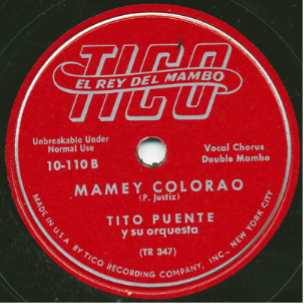 TICO
EL REY DEL MAMBO
Unbreakable Under
Normal Use
10-110 B
Vocal Chorus
Double Mambo
MAMEY COLORAO
(P. Justiz)
TITO PUENTE
y su orquesta
(TR 347)
MADE IN U.S.A. BY TICO RECORDING COMPANY, INC., NEW YORK CITY